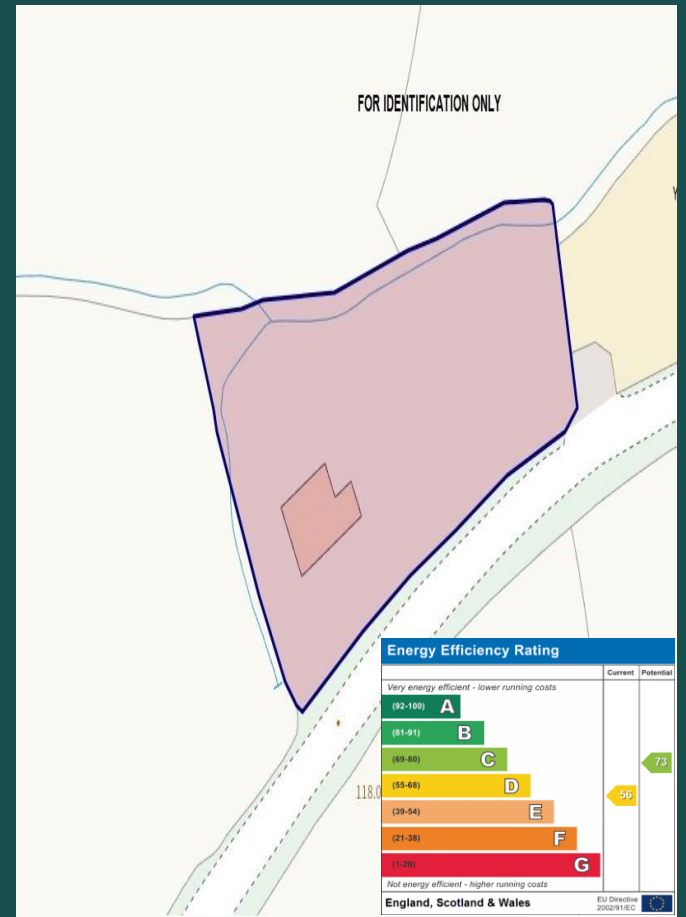 FOR IDENTIFICATION ONLY
Y
118.0
Energy Efficiency Rating
Current Potential
Very energy efficient - lower running costs
(92-100) A
(81-91) B
(69-80) C
73
(55-68) D
56
(39-54) E
(21-38) F
(1-20) G
Not energy efficient - higher running costs
England, Scotland & Wales
EU Directive
2002/91/EC